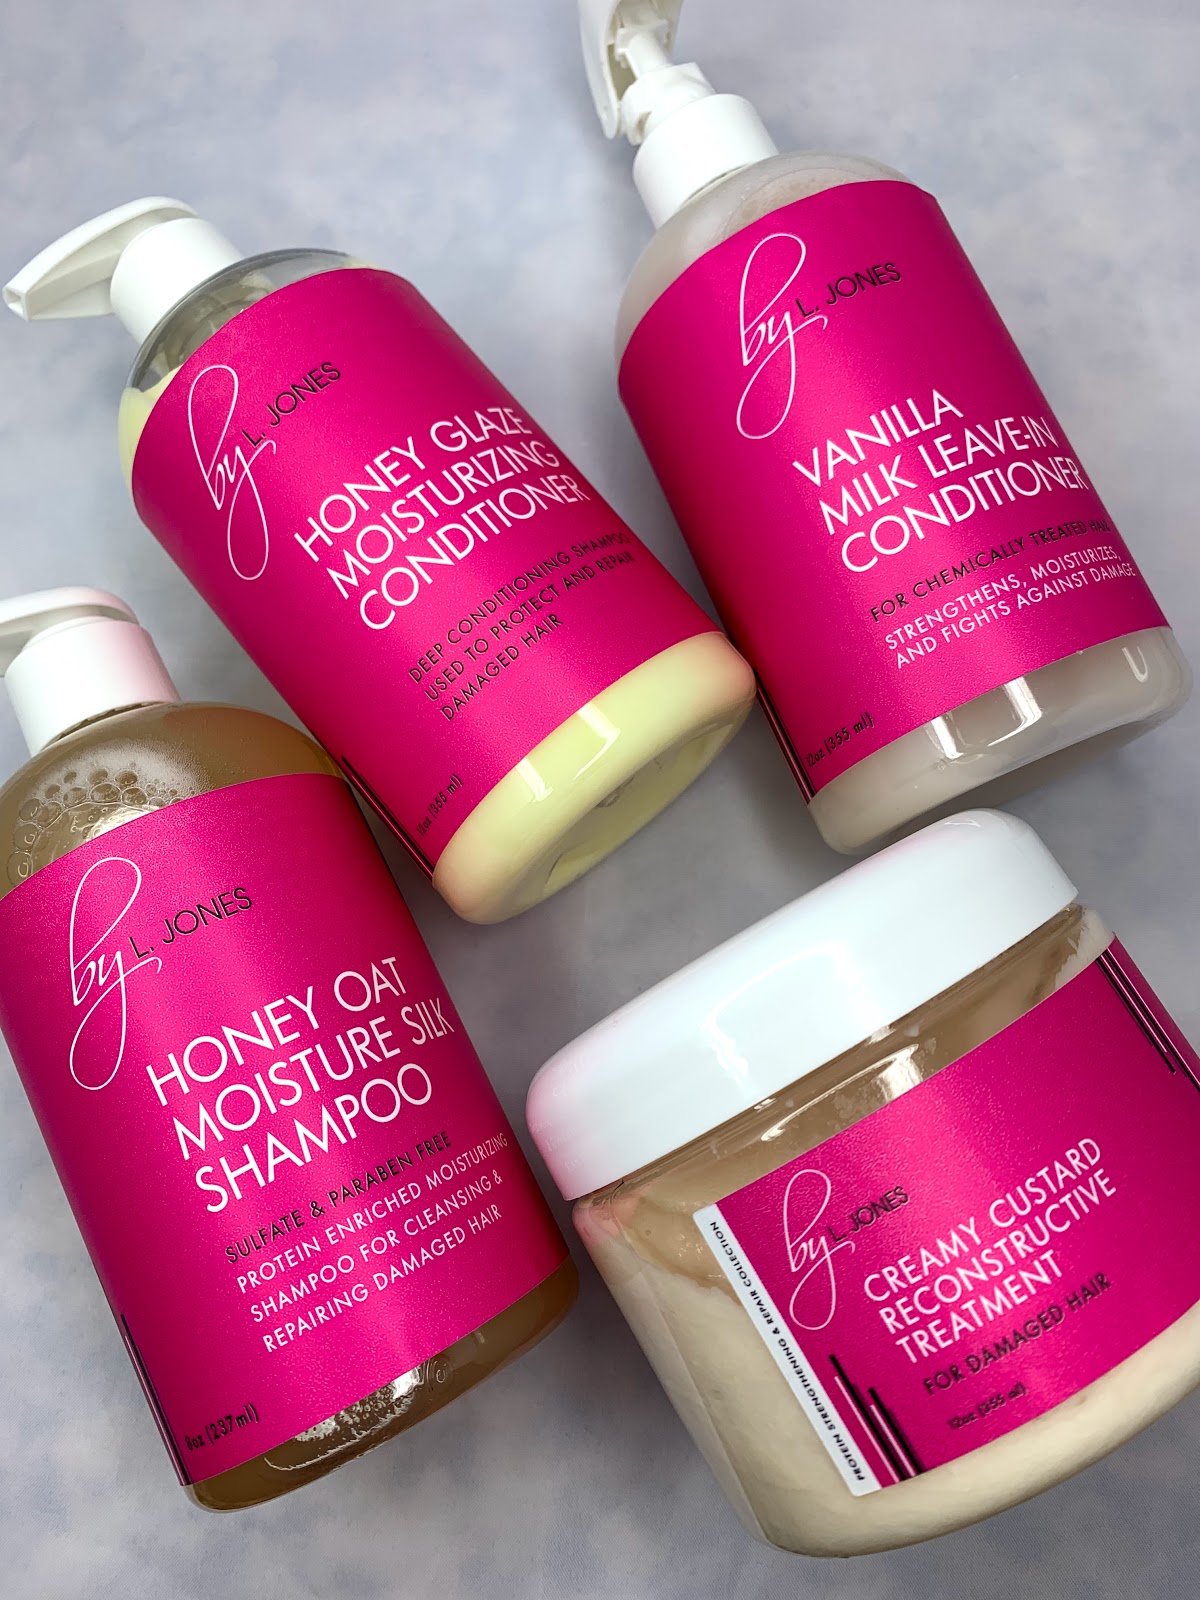 by L. JONES
HONEY GLAZE
MOISTURIZING
CONDITIONER
DEEP CONDITIONING SHAMPOO
USED TO PROTECT AND REPAIR
DAMAGED HAIR
12oz (355 ml)
by L. JONES
VANILLA
MILK LEAVE-IN
CONDITIONER
FOR CHEMICALLY TREATED HAIR
STRENGTHENS, MOISTURIZES,
AND FIGHTS AGAINST DAMAGE
12oz (355 ml)
by L. JONES
HONEY OAT
MOISTURE SILK
SHAMPOO
SULFATE & PARABEN FREE
PROTEIN ENRICHED MOISTURIZING
SHAMPOO FOR CLEANSING &
REPAIRING DAMAGED HAIR
8oz (237ml)
by L. JONES
CREAMY CUSTARD
RECONSTRUCTIVE
TREATMENT
FOR DAMAGED HAIR
12oz (355 ml)
PROTEIN STRENGTHENING & REPAIR COLLECTION